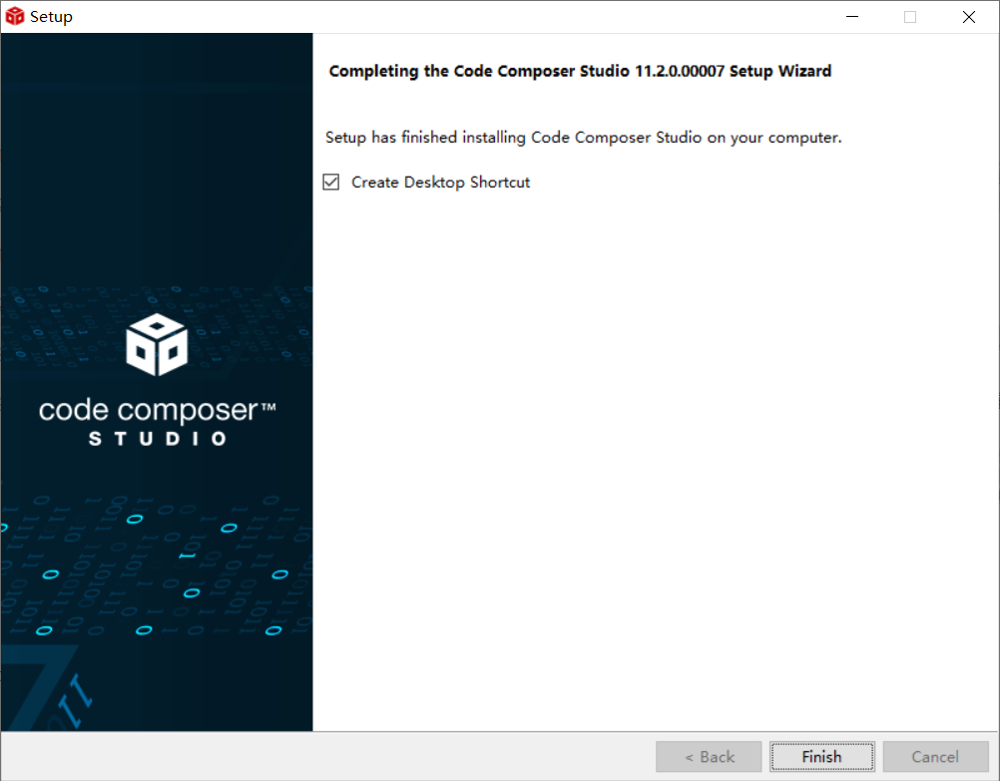 Setup
Completing the Code Composer Studio 11.2.0.00007 Setup Wizard
Setup has finished installing Code Composer Studio on your computer.
Create Desktop Shortcut
code composer™
STUDIO
< Back
Finish
Cancel